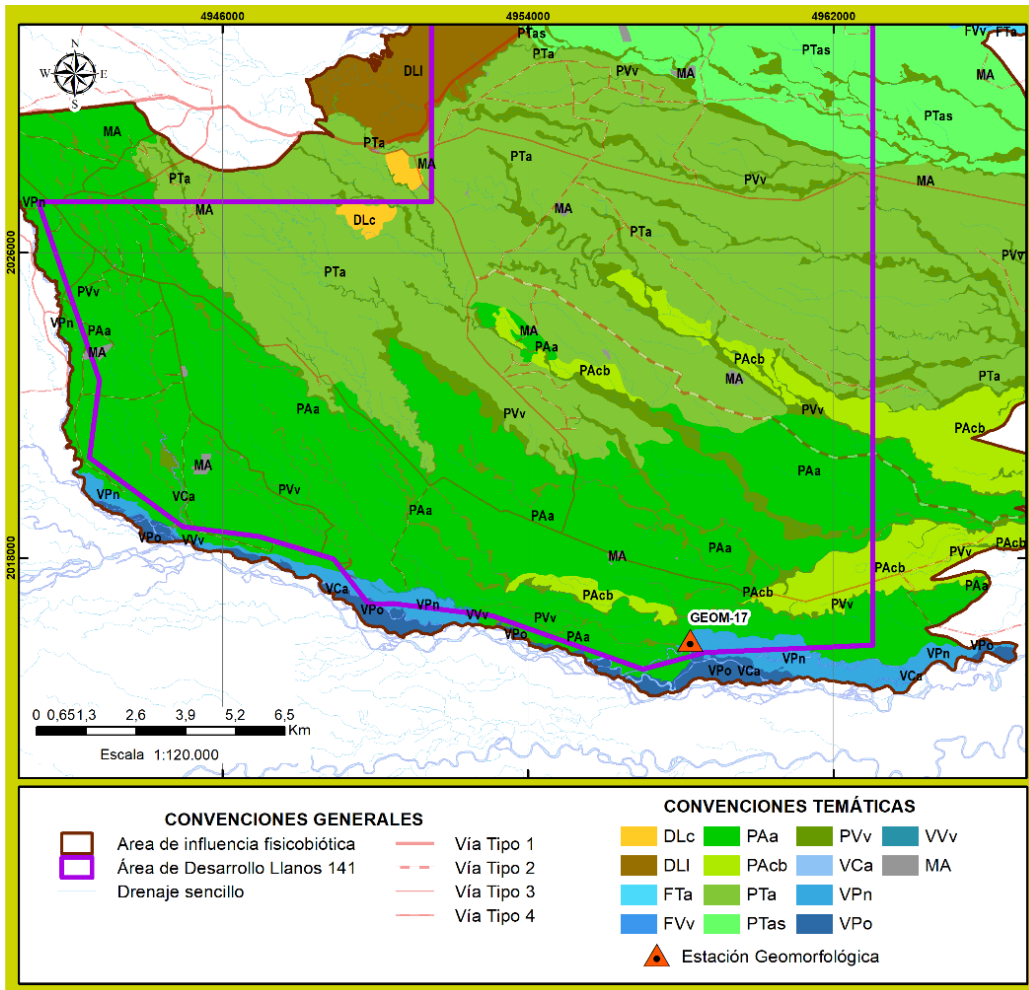 4946000 4954000 4962000
PTas FVv FTa
N
PTa PTas
W E DLI PVv MA MA
S
PTas
MA
PTa
MA PTa
PTa PVv MA
VPn MA MA
DLc PTa
2026000 PVv
PTa
PVv
VPn PAa MA
MA PAa
PAcb
PAcb MA PTa
PAa PVv PVv
PAcb
MA PAa
PVv
VPn VCa PAa PAa
VPo VVv PAa PAcb
2018000 MA PVv
VCa PAcb PAcb VCa PAa
VPo VPn PVv
VVv PVv GEOM-17
VPo PAa VPn VPn VPo
VPo VCa VCa
0 0,651,3 2,6 3,9 5,2 6,5
Km
Escala 1:120.000
CONVENCIONES GENERALES
Area de influencia fisicobiótica
Área de Desarrollo Llanos 141
Drenaje sencillo
Vía Tipo 1
Vía Tipo 2
Vía Tipo 3
Vía Tipo 4
CONVENCIONES TEMÁTICAS
DLc PAa PVv VVv
DLI PAcb VCa MA
FTa PTa VPn
FVv PTas VPo
Estación Geomorfológica